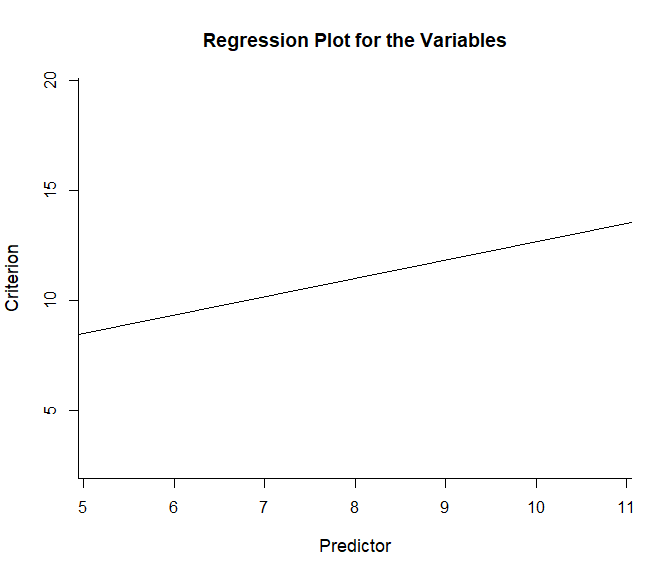 Regression Plot for the Variables
20
15
10
5
Criterion
5 6 7 8 9 10 11
Predictor